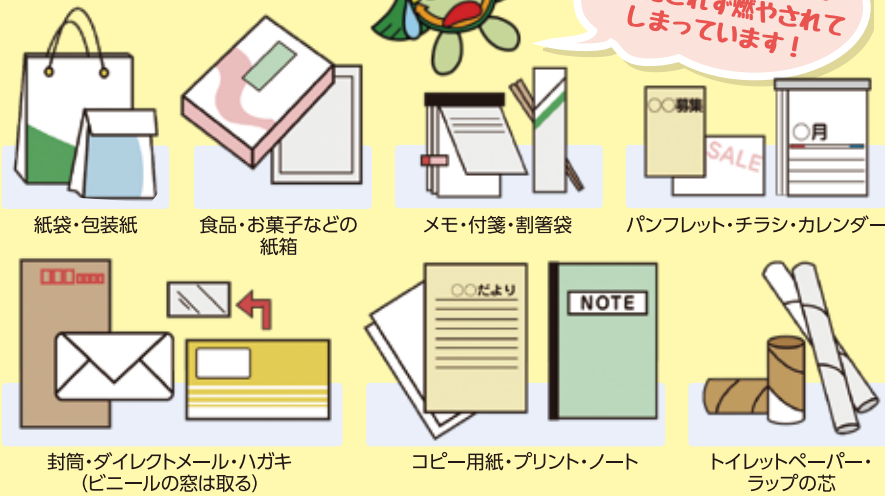 されず燃やされて
しまっています！
○○募集
SALE
○月
紙袋・包装紙
食品・お菓子などの
紙箱
メモ・付箋・割箸袋
パンフレット・チラシ・カレンダー
○○だより
NOTE
封筒・ダイレクトメール・ハガキ
（ビニールの窓は取る）
コピー用紙・プリント・ノート
トイレットペーパー・
ラップの芯